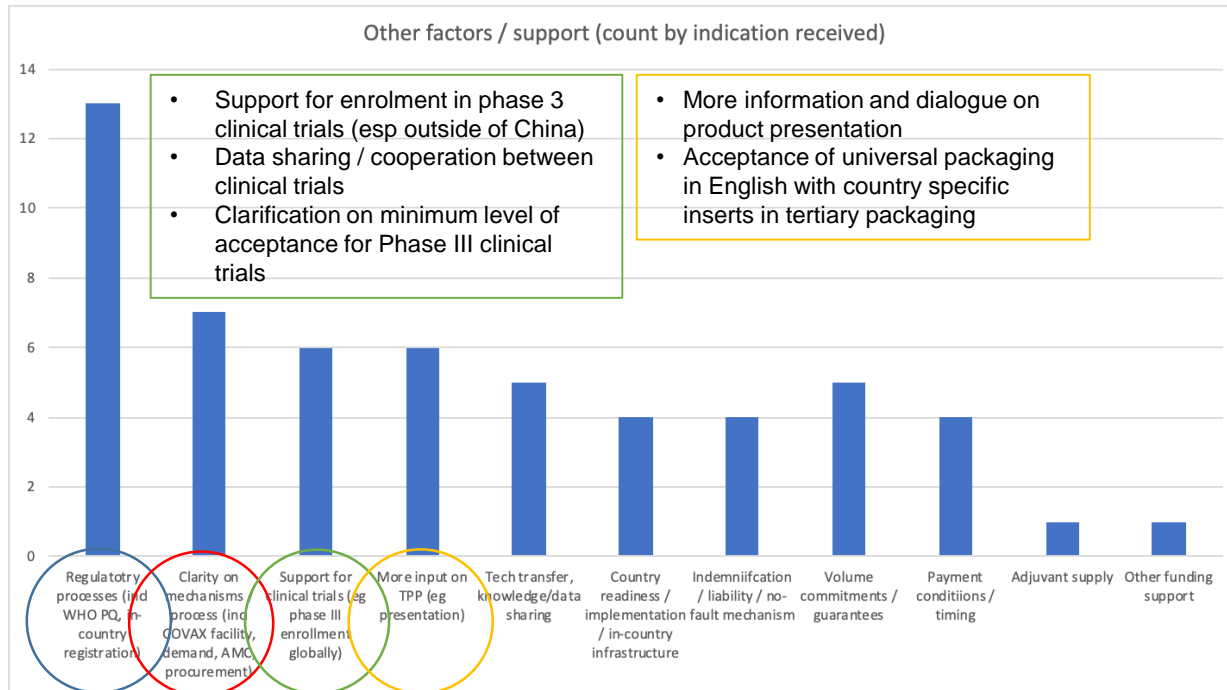 Other factors / support (count by indication received)
14
12
10
8
6
4
2
0
• Support for enrolment in phase 3
clinical trials (esp outside of China)
• Data sharing / cooperation between
clinical trials
• Clarification on minimum level of
acceptance for Phase III clinical
trials
• More information and dialogue on
product presentation
• Acceptance of universal packaging
in English with country specific
inserts in tertiary packaging
Regulatotry
processes (incl
WHO PQ, in-
country
registration)
Clarity on
mechanisms
process (incl
COVAX facility,
demand, AMC,
procurement)
Support for
clinical trials (eg
phase III
enrollment
globally)
More input on
TPP (eg
presentation)
Tech transfer,
knowledge/data
sharing
Country
readiness /
implementation
/ in-country
infrastructure
Indemniifcation
/ liability / no-
fault mechanism
Volume
commitments /
guarantees
Payment
conditiions /
timing
Adjuvant supply
Other funding
support